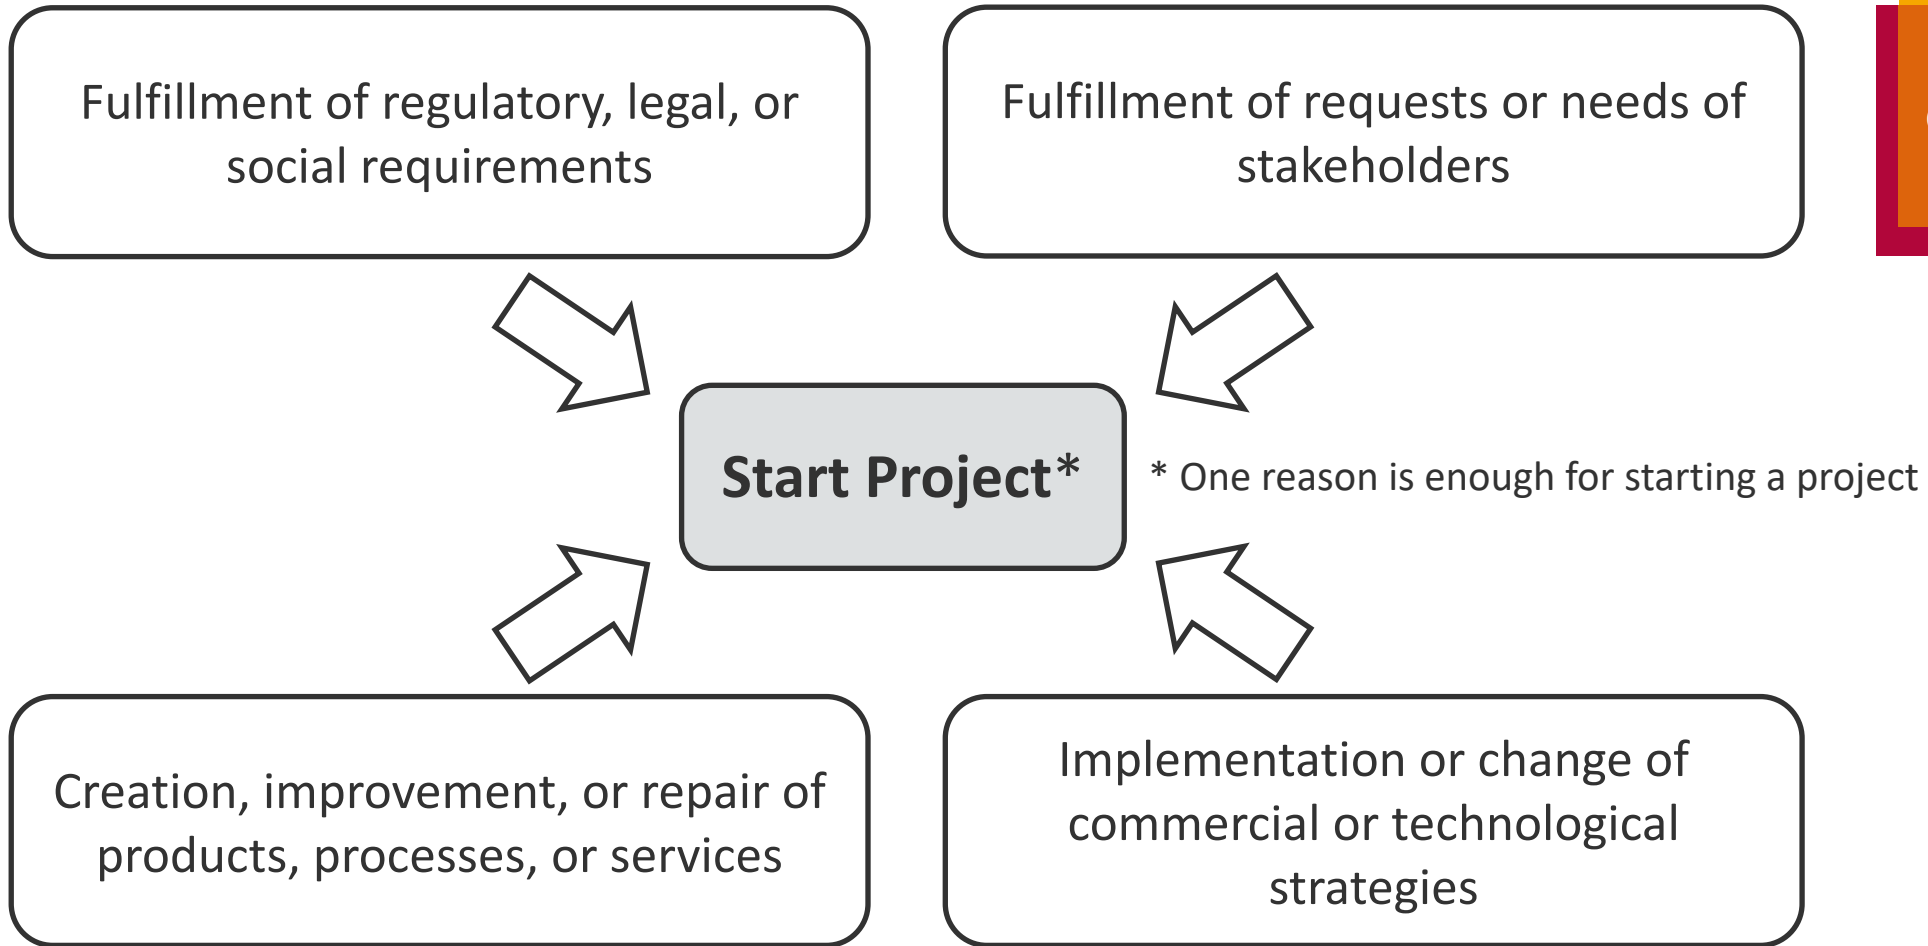 Fulfillment of regulatory, legal, or
social requirements
Fulfillment of requests or needs of
stakeholders
Start Project*
* One reason is enough for starting a project
Creation, improvement, or repair of
products, processes, or services
Implementation or change of
commercial or technological
strategies